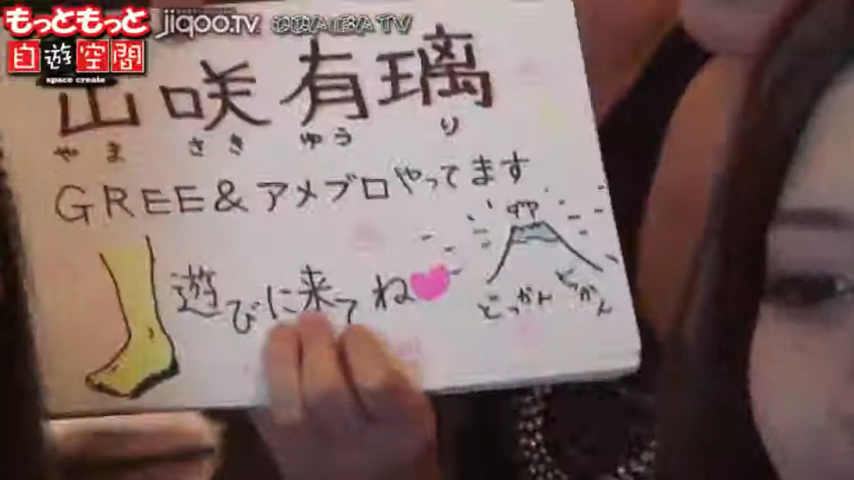 もっともっと jiqoo.tv BBAIBA TV
自遊空間
space create
山咲有璃
やま さき ゆう り
GREE&アメブロやってます
遊びに来てね
どっかん どっかん